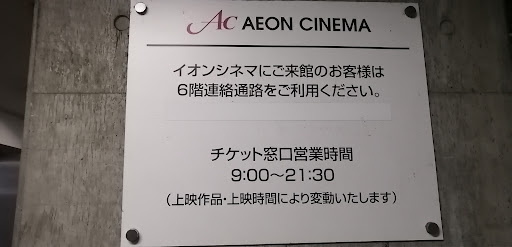 AC AEON CINEMA
イオンシネマにご来館のお客様は
6階連絡通路をご利用ください。
チケット窓口営業時間
9:00～21:30
（上映作品・上映時間により変動いたします）